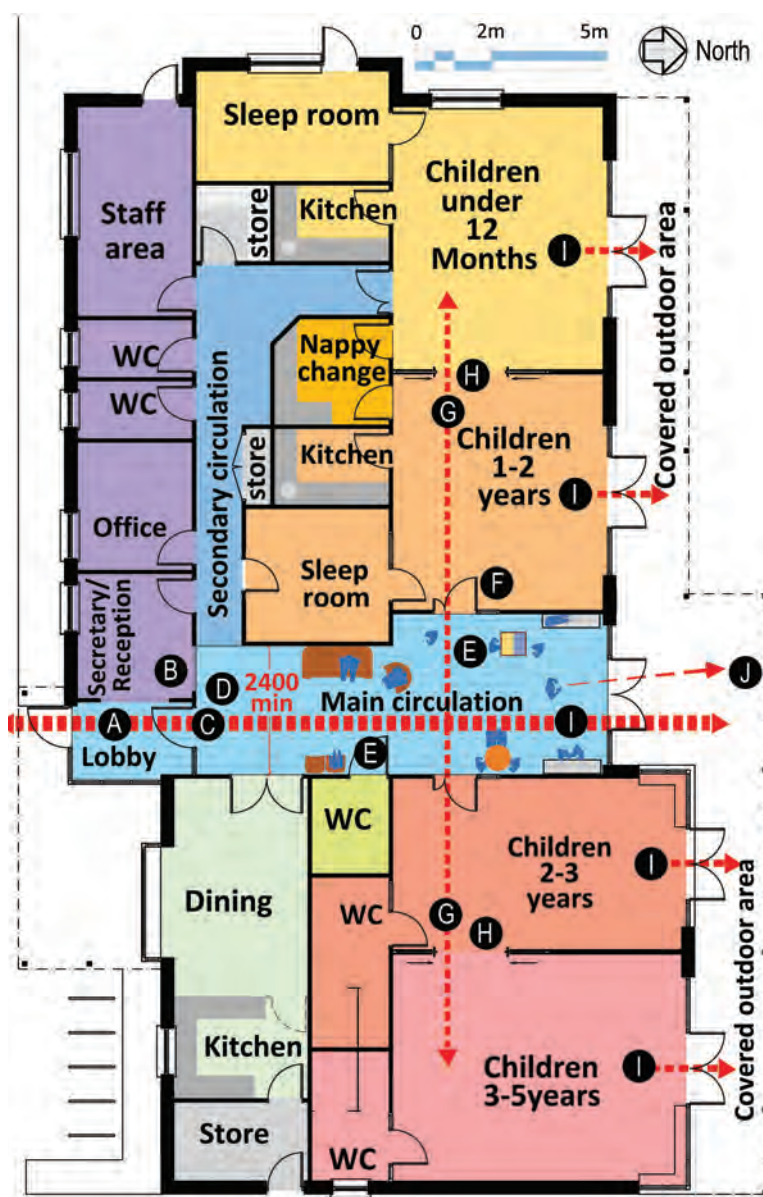 0
2m
5m
North
Sleep room
Staff
area
store
Kitchen
Children
under
12
Months
I
Covered outdoor area
WC
Nappy
change
H
G
WC
Secondary circulation
store
Kitchen
Children
1-2
years
I
Office
Sleep
room
F
Secretary/
Reception
B
D
2400
min
E
J
Main circulation
A
C
I
Lobby
E
WC
Children
2-3
years
I
Dining
WC
G
H
Covered outdoor area
Kitchen
Children
3-5years
I
Store
WC